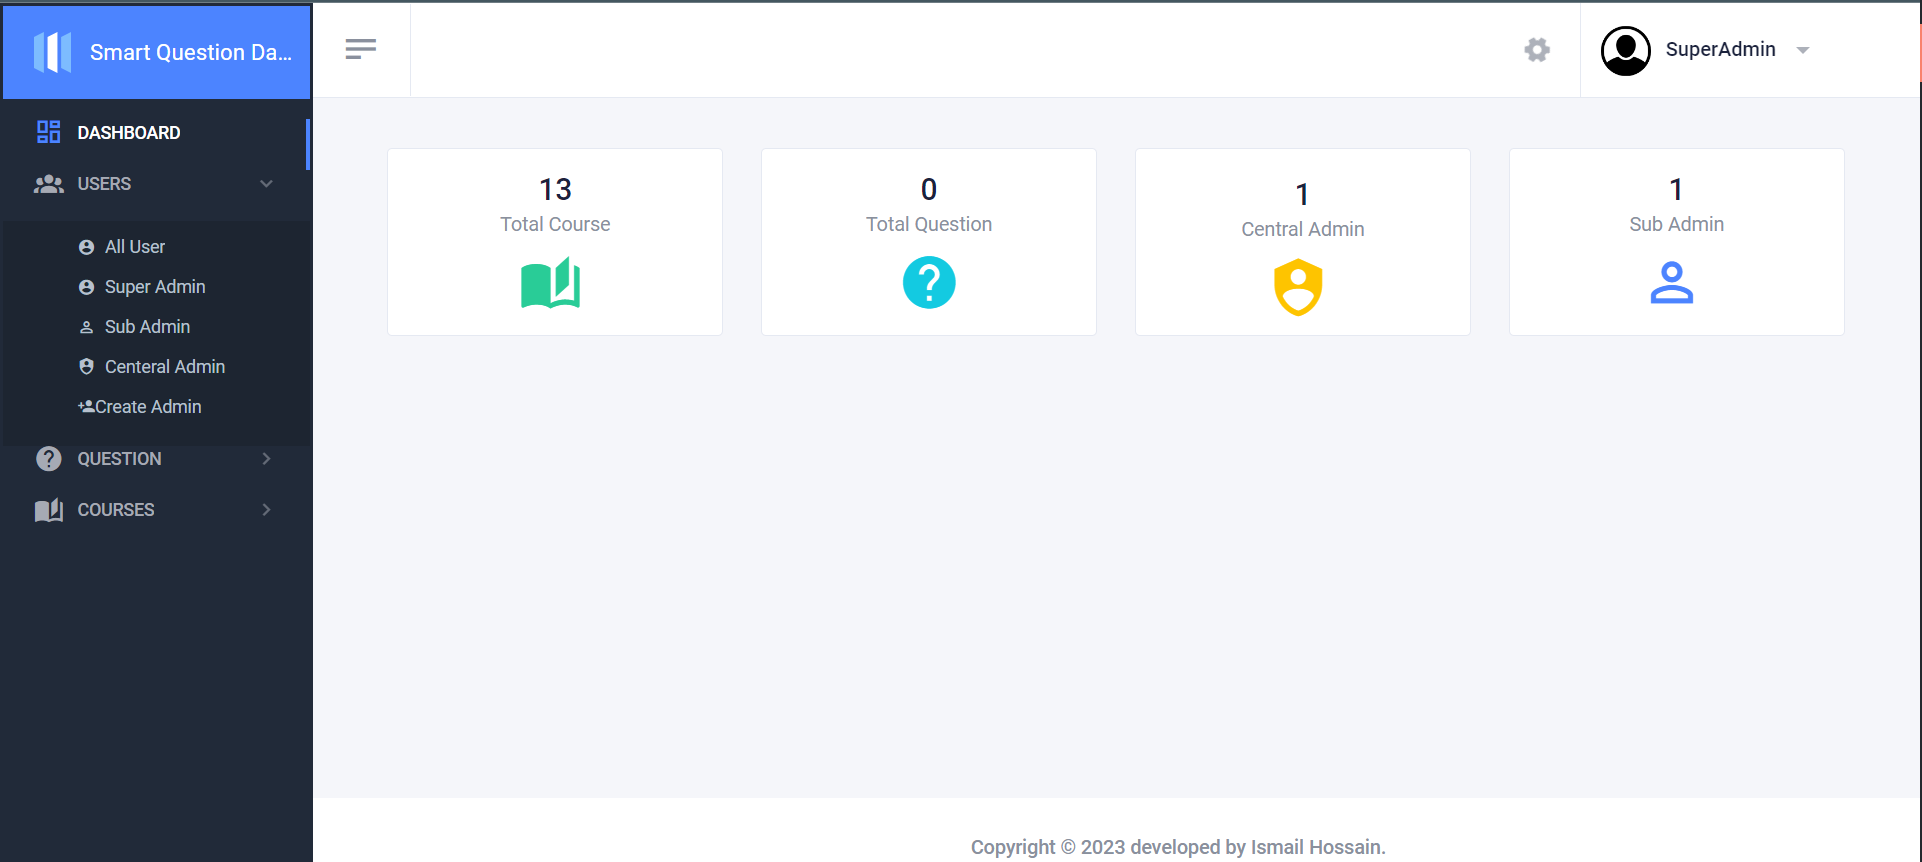 Smart Question Da...
SuperAdmin
DASHBOARD
USERS
All User
Super Admin
Sub Admin
Centeral Admin
Create Admin
QUESTION
COURSES
13
Total Course
0
Total Question
1
Central Admin
1
Sub Admin
Copyright © 2023 developed by Ismail Hossain.